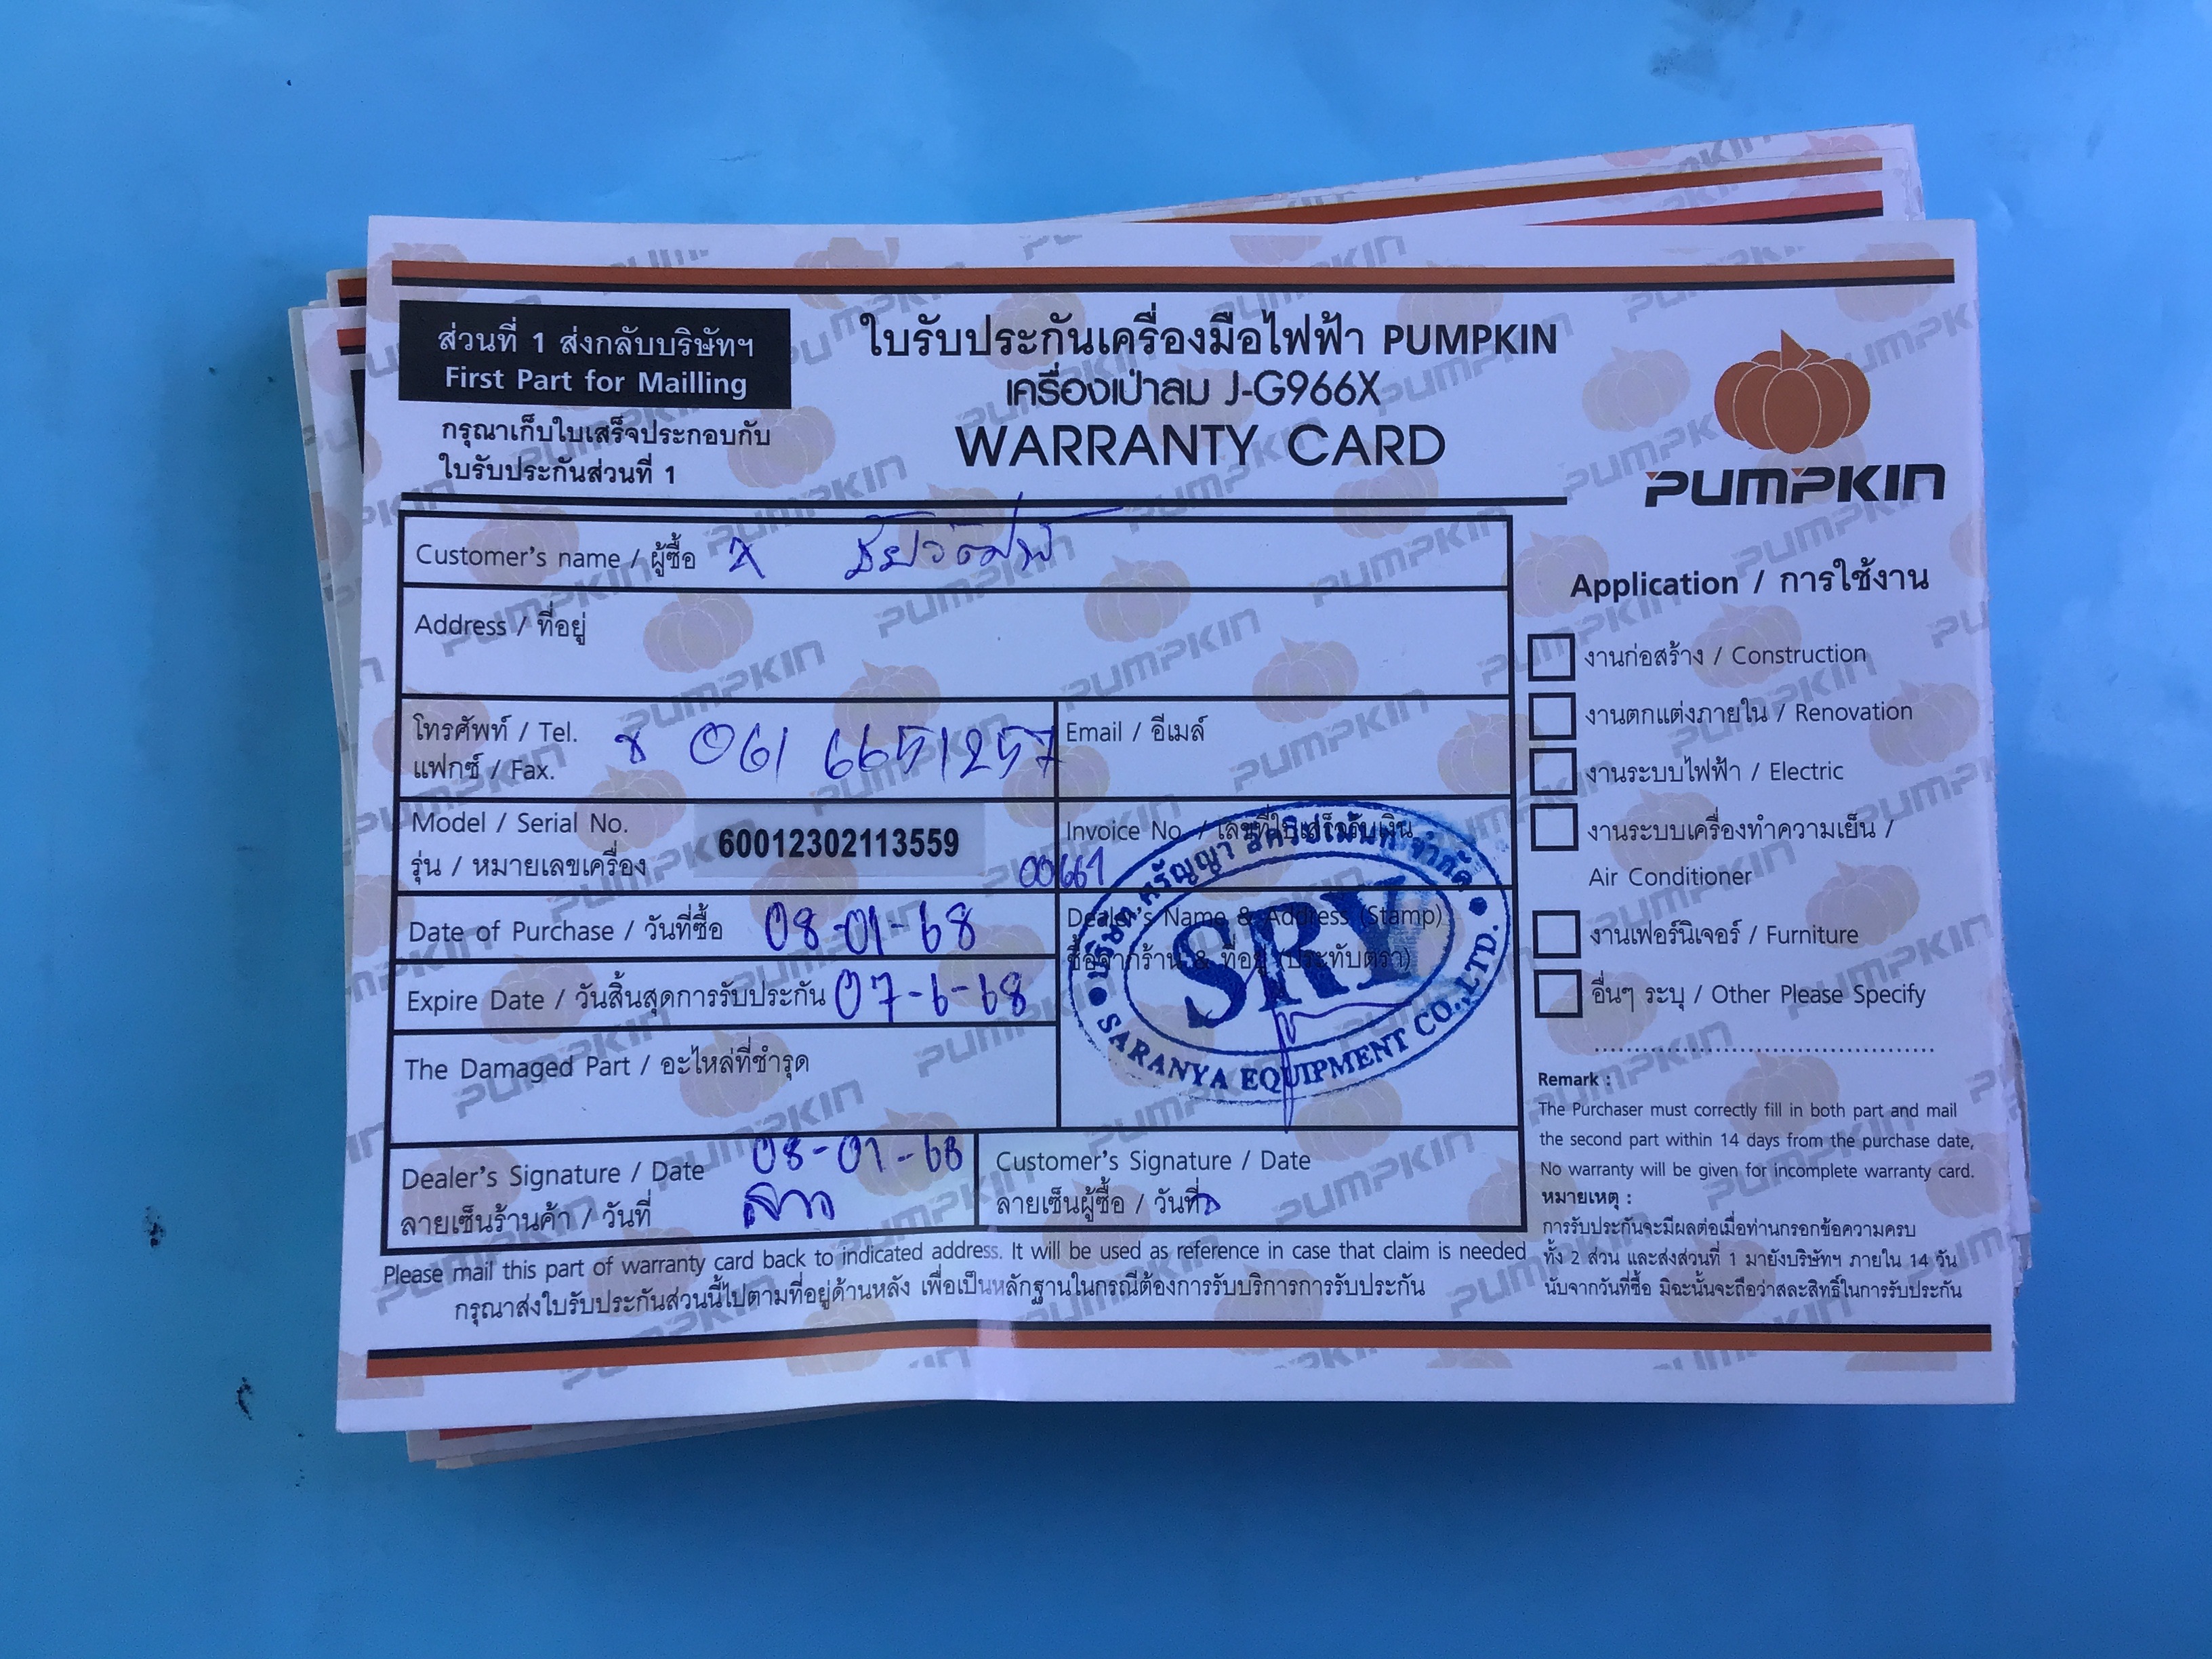 ส่วนที่ 1 ส่งกลับบริษัทฯ
First Part for Mailling
กรุณาเก็บใบเสร็จประกอบกับ
ใบรับประกันส่วนที่ 1
ใบรับประกันเครื่องมือไฟฟ้า PUMPKIN
เครื่องเป่าลม J-G966X
WARRANTY CARD
PUMPKIN
Customer's name / ผู้ซื้อ
Address / ที่อยู่
โทรศัพท์ / Tel. 061 6651257
แฟกซ์ / Fax.
Email / อีเมล์
Model / Serial No. 60012302113559
รุ่น / หมายเลขเครื่อง
Invoice No. / เลขที่ใบเสร็จรับเงิน
Date of Purchase / วันที่ซื้อ 08-01-68
Expire Date / วันสิ้นสุดการรับประกัน 07-6-68
Dealer's Name & Address (Stamp)
ชื่อจากร้าน & ที่อยู่ (ประทับตรา)
SRY
SARANYA EQUIPMENT CO.,LTD.
The Damaged Part / อะไหล่ที่ชำรุด
Dealer's Signature / Date 08-01-68
ลายเซ็นร้านค้า / วันที่
Customer's Signature / Date
ลายเซ็นผู้ซื้อ / วันที่
Please mail this part of warranty card back to indicated address. It will be used as reference in case that claim is needed
กรุณาส่งใบรับประกันส่วนนี้ไปตามที่อยู่ด้านหลัง เพื่อเป็นหลักฐานในกรณีต้องการรับบริการการรับประกัน
Application / การใช้งาน
งานก่อสร้าง / Construction
งานตกแต่งภายใน / Renovation
งานระบบไฟฟ้า / Electric
งานระบบเครื่องทำความเย็น /
Air Conditioner
งานเฟอร์นิเจอร์ / Furniture
อื่นๆ ระบุ / Other Please Specify
Remark :
The Purchaser must correctly fill in both part and mail
the second part within 14 days from the purchase date,
No warranty will be given for incomplete warranty card.
หมายเหตุ :
การรับประกันจะมีผลต่อเมื่อท่านกรอกข้อความครบ
ทั้ง 2 ส่วน และส่งส่วนที่ 1 มายังบริษัทฯ ภายใน 14 วัน
นับจากวันที่ซื้อ มิฉะนั้นจะถือว่าสละสิทธิ์ในการรับประกัน